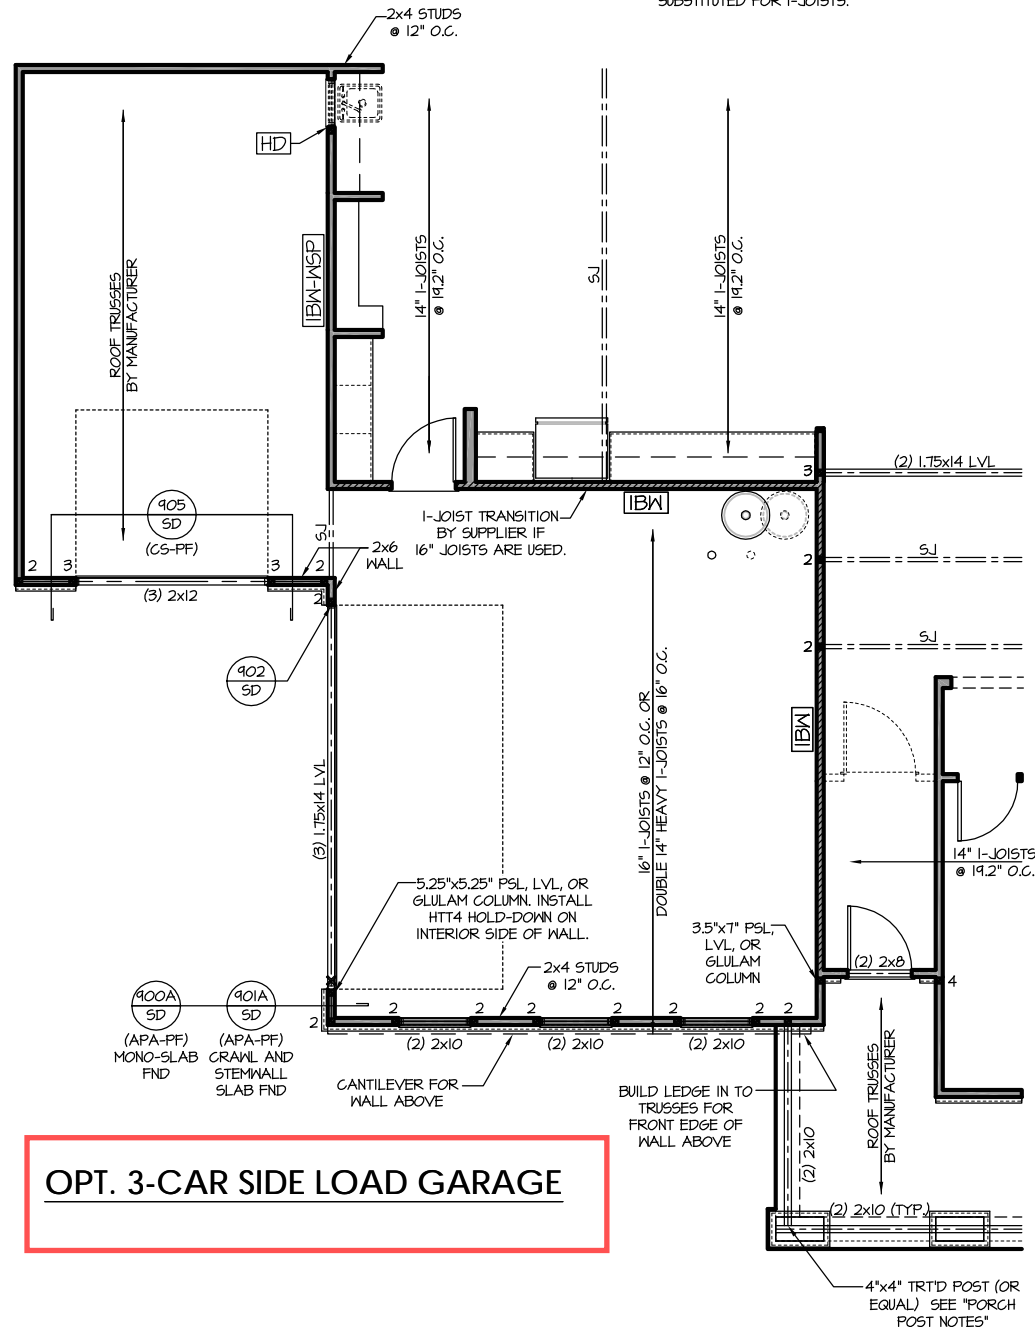 SUBSTITUTED FOR I-JOISTS.
2x4 STUDS
@ 12" O.C.
HD
IBW-WSP
ROOF TRUSSES
BY MANUFACTURER
14" I-JOISTS
@ 19.2" O.C.
SJ
14" I-JOISTS
@ 19.2" O.C.
3
(2) 1.75x14 LVL
905
SD
(CS-PF)
SJ
I-JOIST TRANSITION
BY SUPPLIER IF
16" JOISTS ARE USED.
IBW
2x6
WALL
2
3
3
2
(3) 2x12
2
2
SJ
2
SJ
902
SD
IBW
(3) 1.75x14 LVL
16" I-JOISTS @ 12" O.C. OR
DOUBLE 14" HEAVY I-JOISTS @ 16" O.C.
14" I-JOISTS
@ 19.2" O.C.
5.25"x5.25" PSL, LVL, OR
GLULAM COLUMN. INSTALL
HTT4 HOLD-DOWN ON
INTERIOR SIDE OF WALL.
3.5"x7" PSL,
LVL, OR
GLULAM
COLUMN
(2) 2x8
4
2x4 STUDS
@ 12" O.C.
900A
SD
(APA-PF)
MONO-SLAB
FND
901A
SD
(APA-PF)
CRAWL AND
STEMWALL
SLAB FND
2
2
2
2
2
2
2
2
(2) 2x10
(2) 2x10
(2) 2x10
CANTILEVER FOR
WALL ABOVE
BUILD LEDGE IN TO
TRUSSES FOR
FRONT EDGE OF
WALL ABOVE
ROOF TRUSSES
BY MANUFACTURER
(2) 2x10
(2) 2x10 (TYP.)
OPT. 3-CAR SIDE LOAD GARAGE
4"x4" TRT'D POST (OR
EQUAL) SEE "PORCH
POST NOTES"